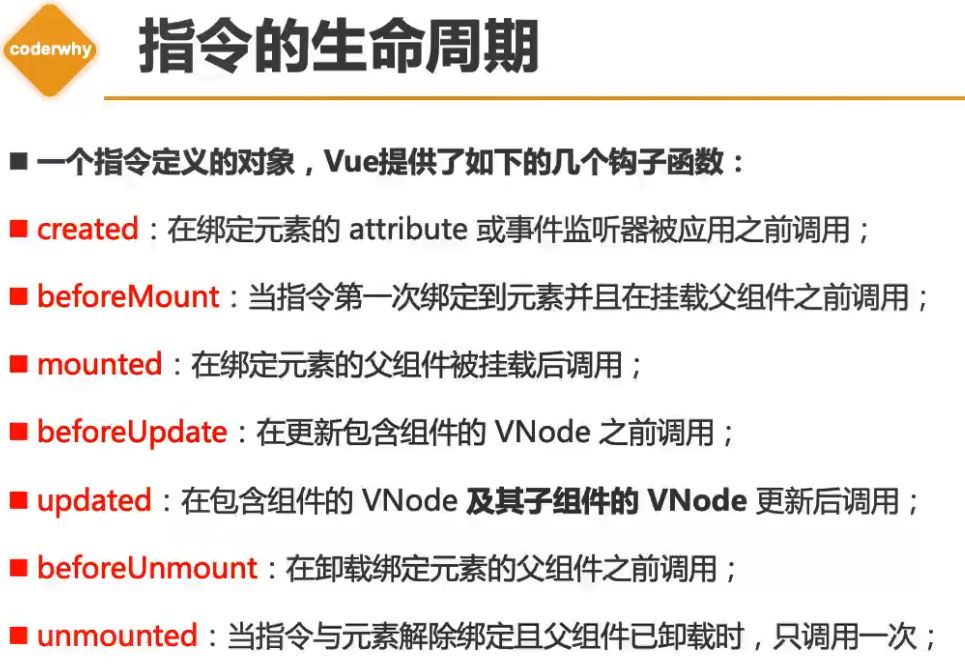 coderwhy
指令的生命周期
一个指令定义的对象，Vue提供了如下的几个钩子函数：
created：在绑定元素的 attribute 或事件监听器被应用之前调用；
beforeMount：当指令第一次绑定到元素并且在挂载父组件之前调用；
mounted：在绑定元素的父组件被挂载后调用；
beforeUpdate：在更新包含组件的 VNode 之前调用；
updated：在包含组件的 VNode 及其子组件的 VNode 更新后调用；
beforeUnmount：在卸载绑定元素的父组件之前调用；
unmounted：当指令与元素解除绑定且父组件已卸载时，只调用一次；